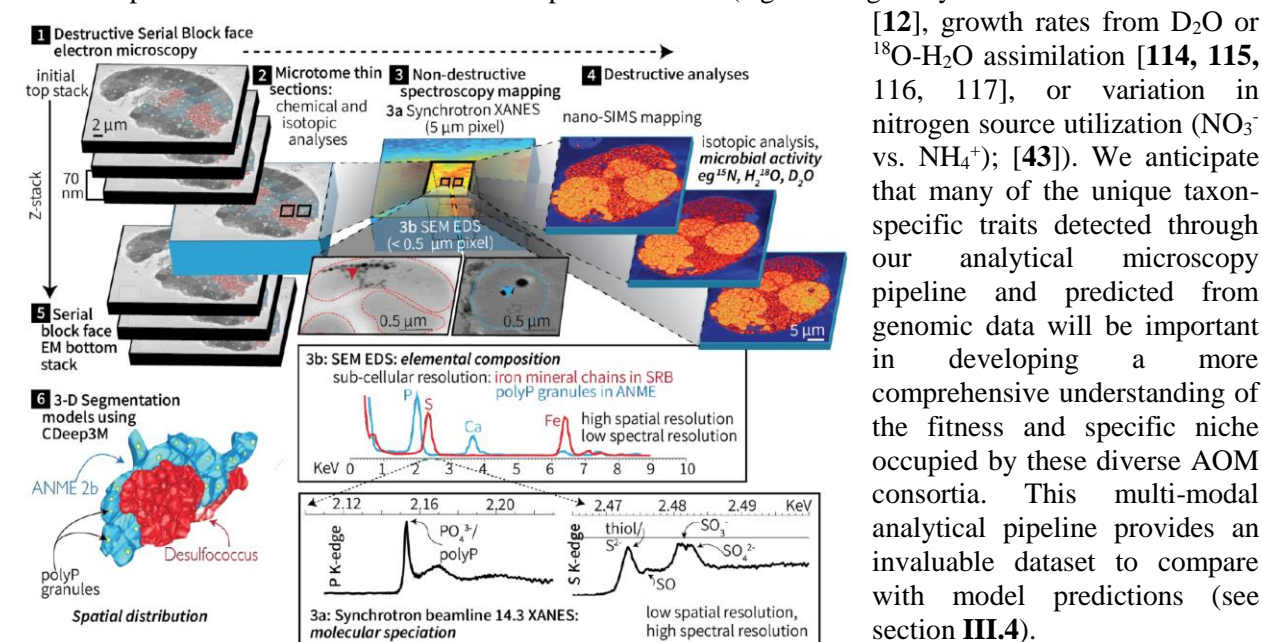 1 Destructive Serial Block face
electron microscopy
initial
top stack
2 µm
70
nm
Z-stack
2 Microtome thin
sections:
chemical and
isotopic
analyses
3 Non-destructive
spectroscopy mapping
3a Synchrotron XANES
(5 µm pixel)
3b SEM EDS
(< 0.5 µm pixel)
0.5 µm
0.5 µm
4 Destructive analyses
nano-SIMS mapping
isotopic analysis,
microbial activity
eg ¹⁵N, H₂¹⁸O, D₂O
5 µm
5 Serial
block face
EM bottom
stack
3b: SEM EDS: elemental composition
sub-cellular resolution: iron mineral chains in SRB
polyP granules in ANME
P
S
Ca
Fe
high spatial resolution
low spectral resolution
KeV 0 1 2 3 4 5 6 7 8 9 10
6 3-D Segmentation
models using
CDeep3M
ANME 2b
Desulfococcus
polyP
granules
Spatial distribution
2.12 2.16 2.20
P K-edge
PO₄³⁻/
polyP
2.47 2.48 2.49 KeV
S K-edge
thiol/
S²⁻
SO
SO₃⁻
SO₄²⁻
3a: Synchrotron beamline 14.3 XANES:
molecular speciation
low spatial resolution,
high spectral resolution
[12], growth rates from D₂O or
¹⁸O-H₂O assimilation [114, 115,
116, 117], or variation in
nitrogen source utilization (NO₃⁻
vs. NH₄⁺); [43]). We anticipate
that many of the unique taxon-
specific traits detected through
our analytical microscopy
pipeline and predicted from
genomic data will be important
in developing a more
comprehensive understanding of
the fitness and specific niche
occupied by these diverse AOM
consortia. This multi-modal
analytical pipeline provides an
invaluable dataset to compare
with model predictions (see
section III.4).